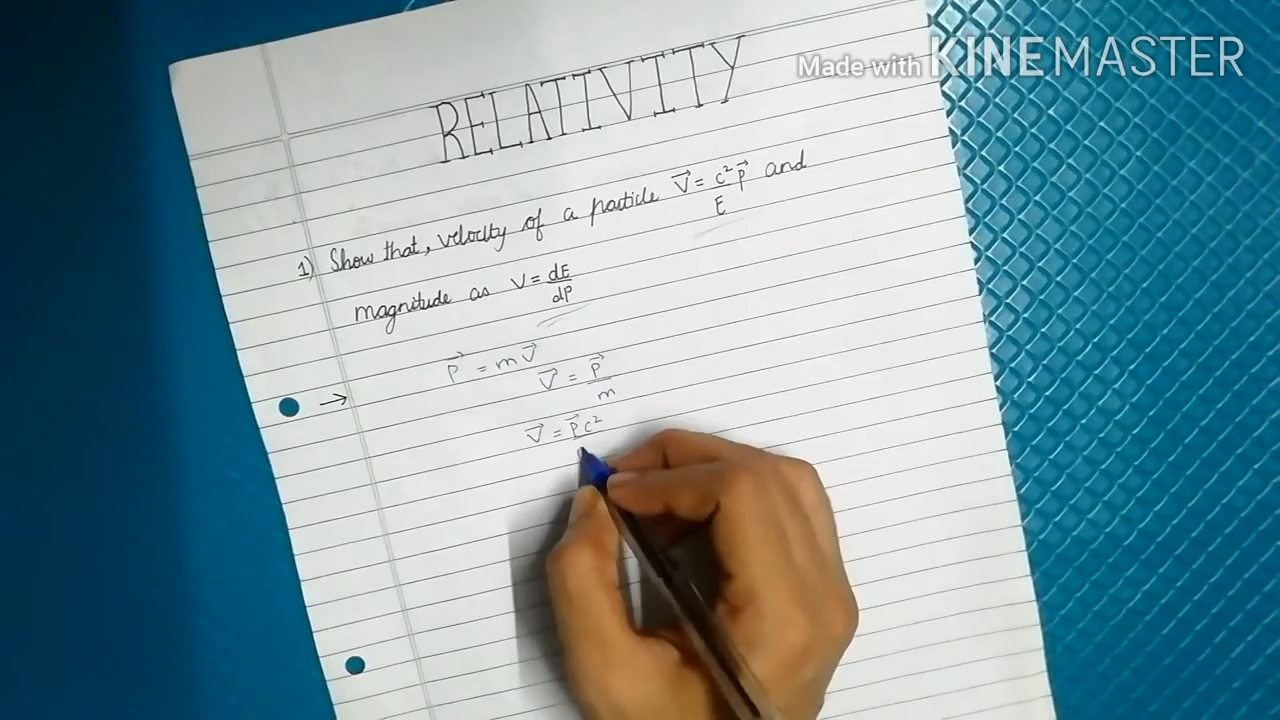 Made with KINEMASTER
RELATIVITY
1) Show that, velocity of a particle V⃗ = c²p⃗/E and
magnitude as V = dE/dP
→ P⃗ = mV⃗
V⃗ = P⃗/m
V⃗ = P⃗c²